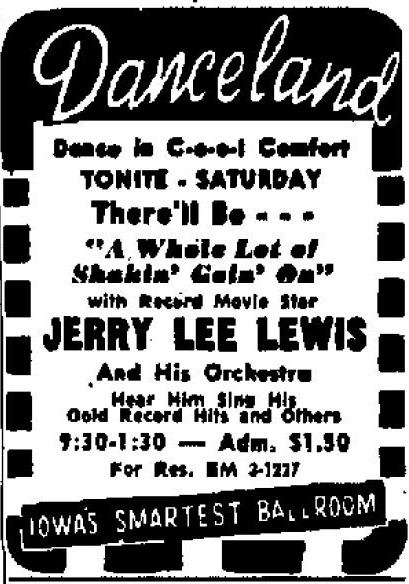 Danceland
Dance in C-o-o-l Comfort
TONITE - SATURDAY
There'll Be - - -
"A Whole Lot of
Shakin' Goin' On"
with Record Movie Star
JERRY LEE LEWIS
And His Orchestra
Hear Him Sing His
Gold Record Hits and Others
9:30-1:30 — Adm. $1.50
For Res. EM 3-1227
IOWA'S SMARTEST BALLROOM